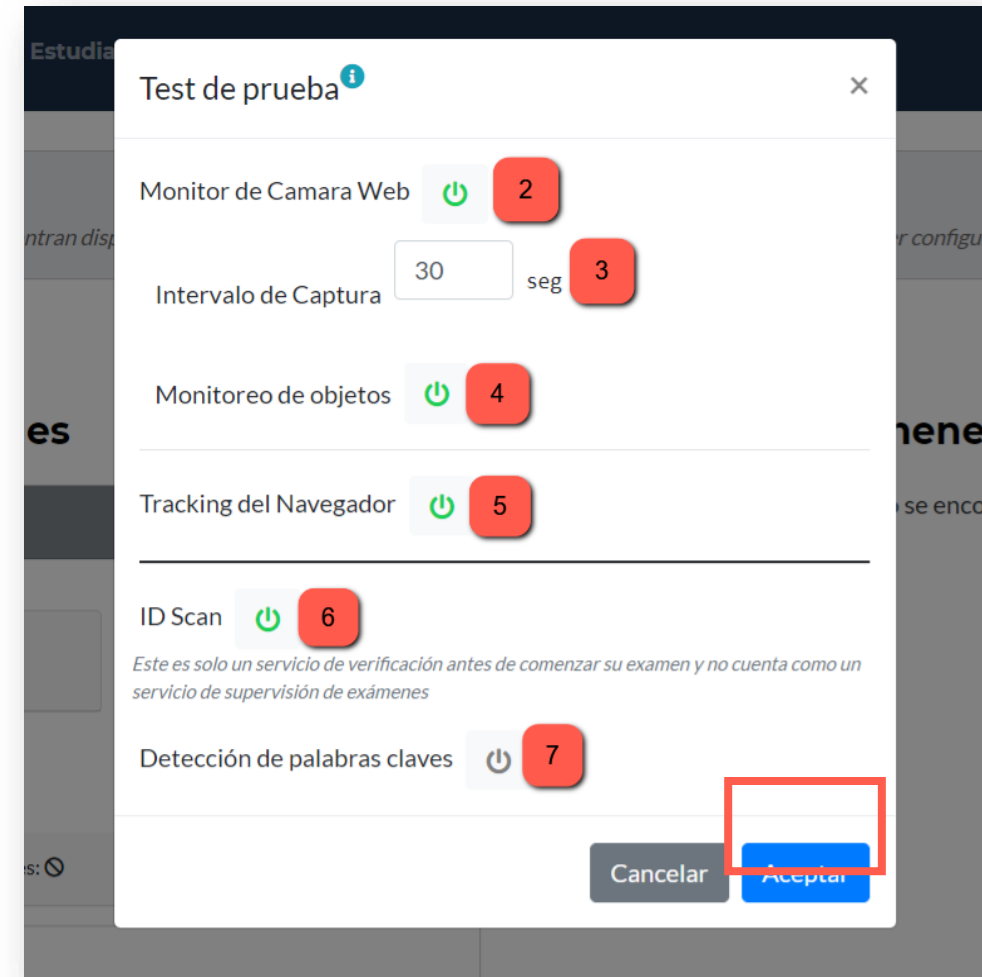 Estudia
Test de prueba
×
Monitor de Camara Web 2
ntran disp
r configu
Intervalo de Captura 30 seg 3
Monitoreo de objetos 4
es
nene
Tracking del Navegador 5
se enco
ID Scan 6
Este es solo un servicio de verificación antes de comenzar su examen y no cuenta como un
servicio de supervisión de exámenes
Detección de palabras claves 7
s:
Cancelar Aceptar